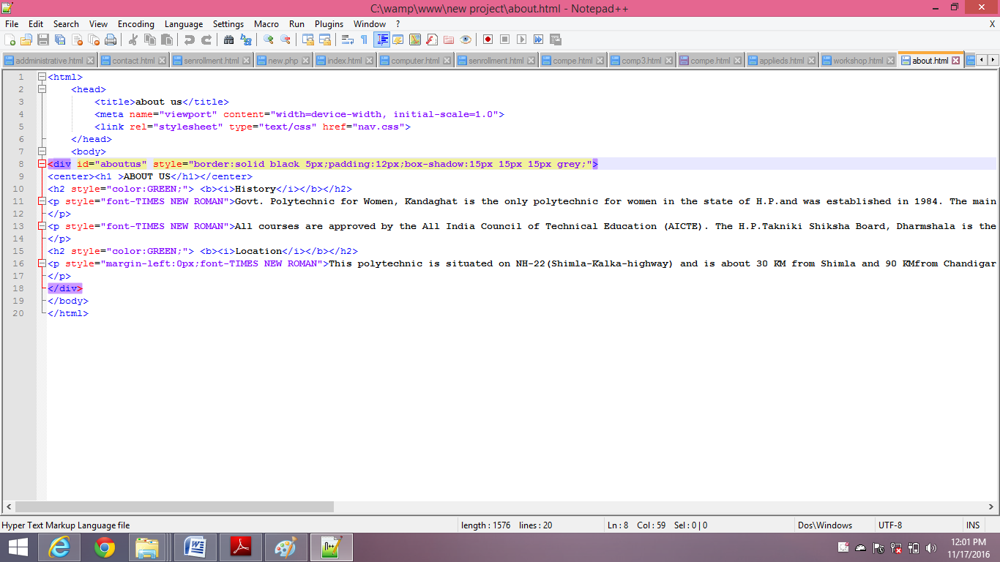 C:\wamp\www\new project\about.html - Notepad++
File Edit Search View Encoding Language Settings Macro Run Plugins Window ? X
addministrative.html contact.html senrollment.html new.php index.html computer.html senrollment.html compe.html comp3.html compe.html applieds.html workshop.html about.html
1 <html>
2 <head>
3 <title>about us</title>
4 <meta name="viewport" content="width=device-width, initial-scale=1.0">
5 <link rel="stylesheet" type="text/css" href="nav.css">
6 </head>
7 <body>
8 <div id="aboutus" style="border:solid black 5px;padding:12px;box-shadow:15px 15px 15px grey;">
9 <center><h1 >ABOUT US</h1></center>
10 <h2 style="color:GREEN;"> <b><i>History</i></b></h2>
11 <p style="font-TIMES NEW ROMAN">Govt. Polytechnic for Women, Kandaghat is the only polytechnic for women in the state of H.P.and was established in 1984. The main
12 </p>
13 <p style="font-TIMES NEW ROMAN">All courses are approved by the All India Council of Technical Education (AICTE). The H.P.Takniki Shiksha Board, Dharmshala is the
14 </p>
15 <h2 style="color:GREEN;"> <b><i>Location</i></b></h2>
16 <p style="margin-left:0px;font-TIMES NEW ROMAN">This polytechnic is situated on NH-22(Shimla-Kalka-highway) and is about 30 KM from Shimla and 90 KMfrom Chandigar
17 </p>
18 </div>
19 </body>
20 </html>
Hyper Text Markup Language file length : 1576 lines : 20 Ln : 8 Col : 59 Sel : 0 | 0 Dos\Windows UTF-8 INS
12:01 PM
11/17/2016